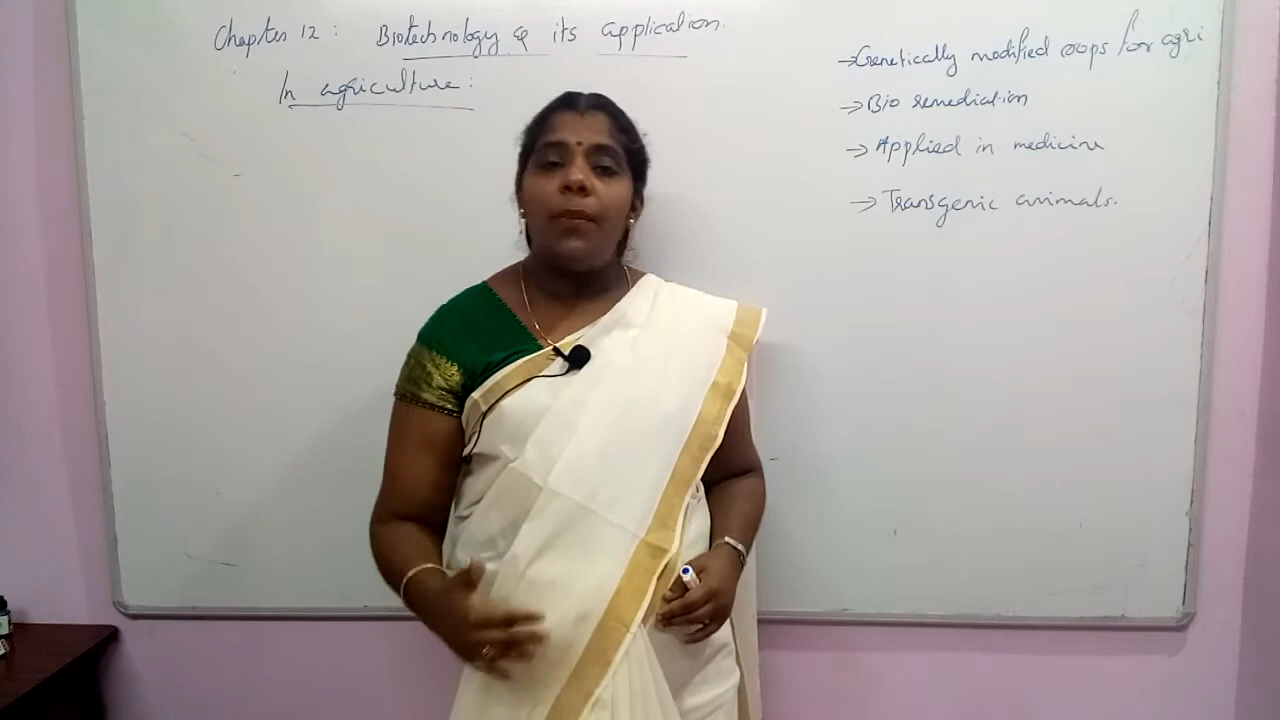 Chapter 12 : Biotechnology & its application.
In agriculture :
→ Genetically modified crops for agri
→ Bio remediation
→ Applied in medicine
→ Transgenic animals.